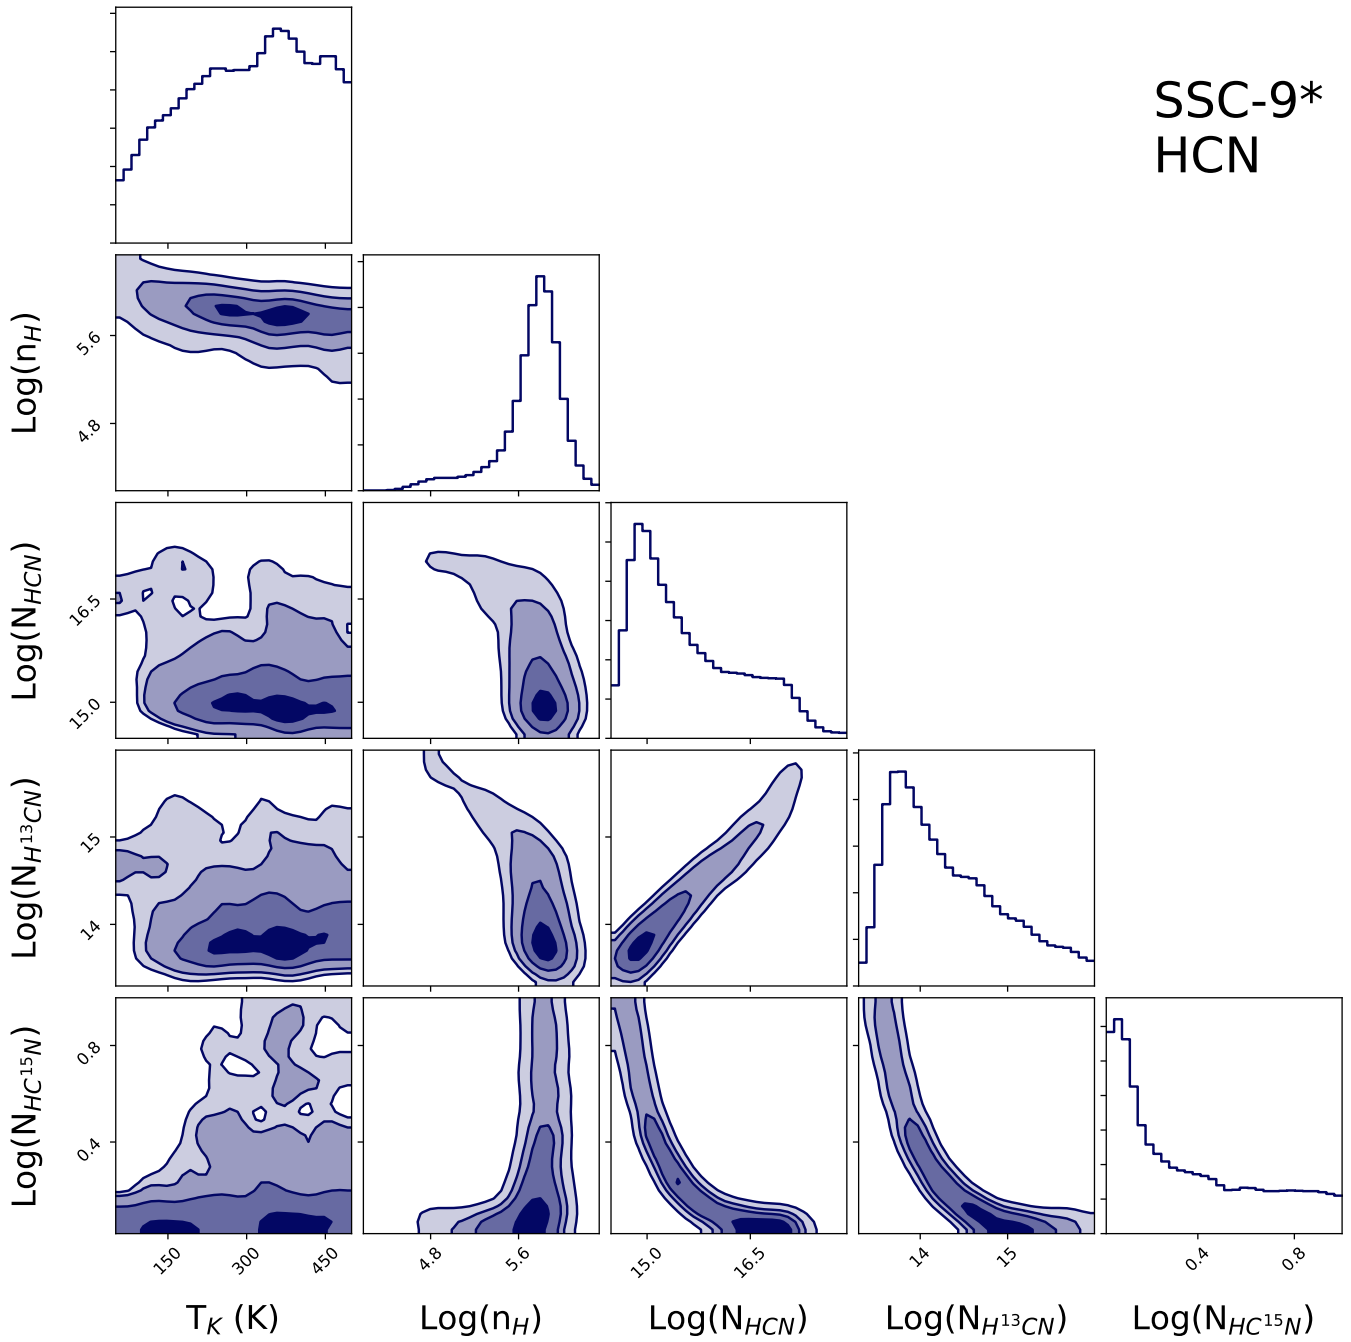 SSC-9*
HCN
Log(n_H)
5.6
4.8
Log(N_HCN)
16.5
15.0
Log(N_H¹³CN)
15
14
Log(N_HC¹⁵N)
0.8
0.4
150 300 450
4.8 5.6
15.0 16.5
14 15
0.4 0.8
T_K (K)
Log(n_H)
Log(N_HCN)
Log(N_H¹³CN)
Log(N_HC¹⁵N)